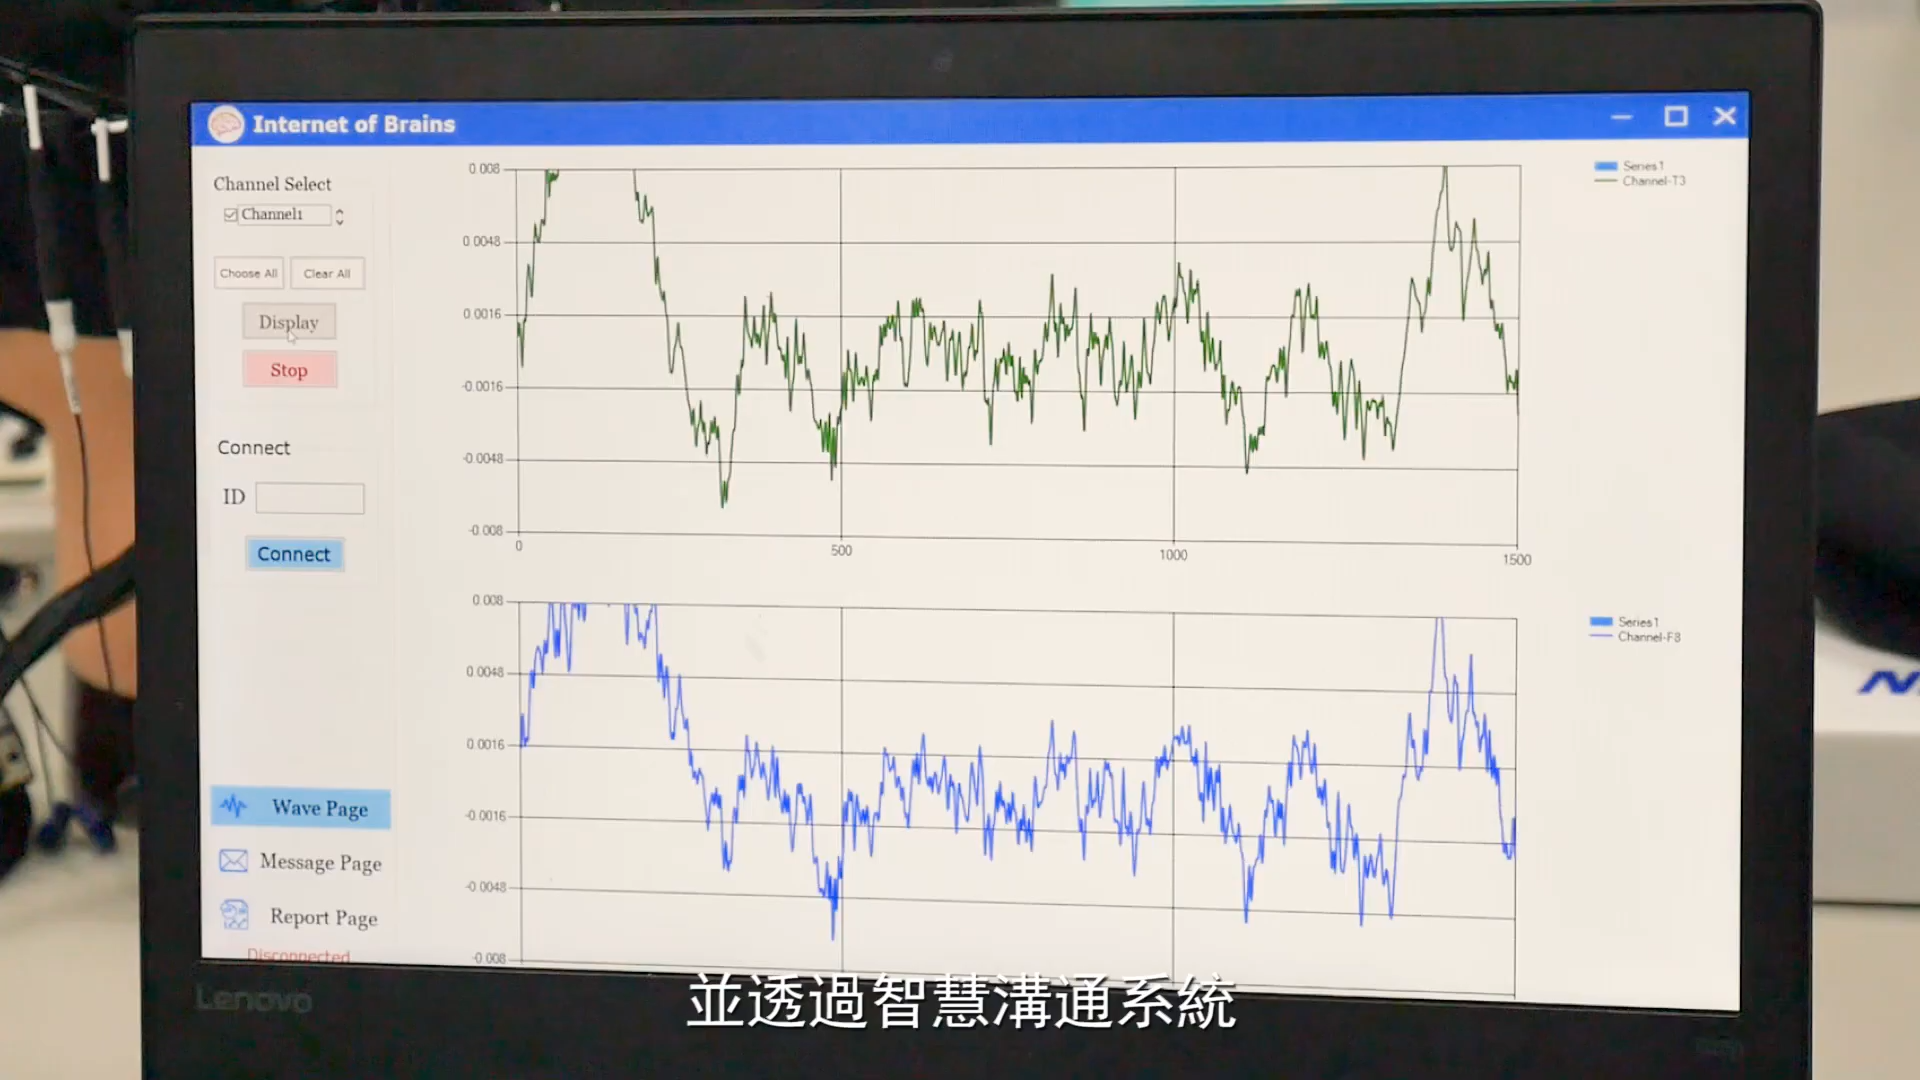 Internet of Brains
Channel Select
Channel1
Choose All
Clear All
Display
Stop
Connect
ID
Connect
Wave Page
Message Page
Report Page
Disconnected
0.008
0.0048
0.0016
-0.0016
-0.0048
-0.008
0
500
1000
1500
Series1
Channel-T3
0.008
0.0048
0.0016
-0.0016
-0.0048
-0.008
Series1
Channel-F8
Lenovo
並透過智慧溝通系統